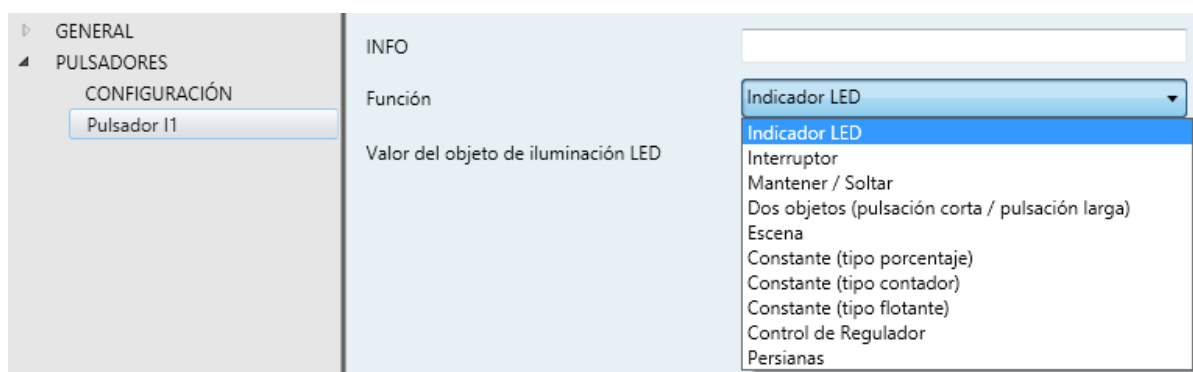 GENERAL
PULSADORES
CONFIGURACIÓN
Pulsador I1
INFO
Función
Indicador LED
Valor del objeto de iluminación LED
Indicador LED
Interruptor
Mantener / Soltar
Dos objetos (pulsación corta / pulsación larga)
Escena
Constante (tipo porcentaje)
Constante (tipo contador)
Constante (tipo flotante)
Control de Regulador
Persianas